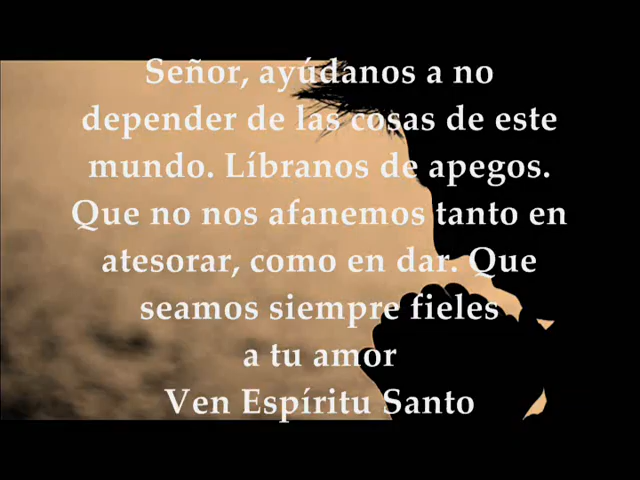 Señor, ayúdanos a no
depender de las cosas de este
mundo. Líbranos de apegos.
Que no nos afanemos tanto en
atesorar, como en dar. Que
seamos siempre fieles
a tu amor
Ven Espíritu Santo